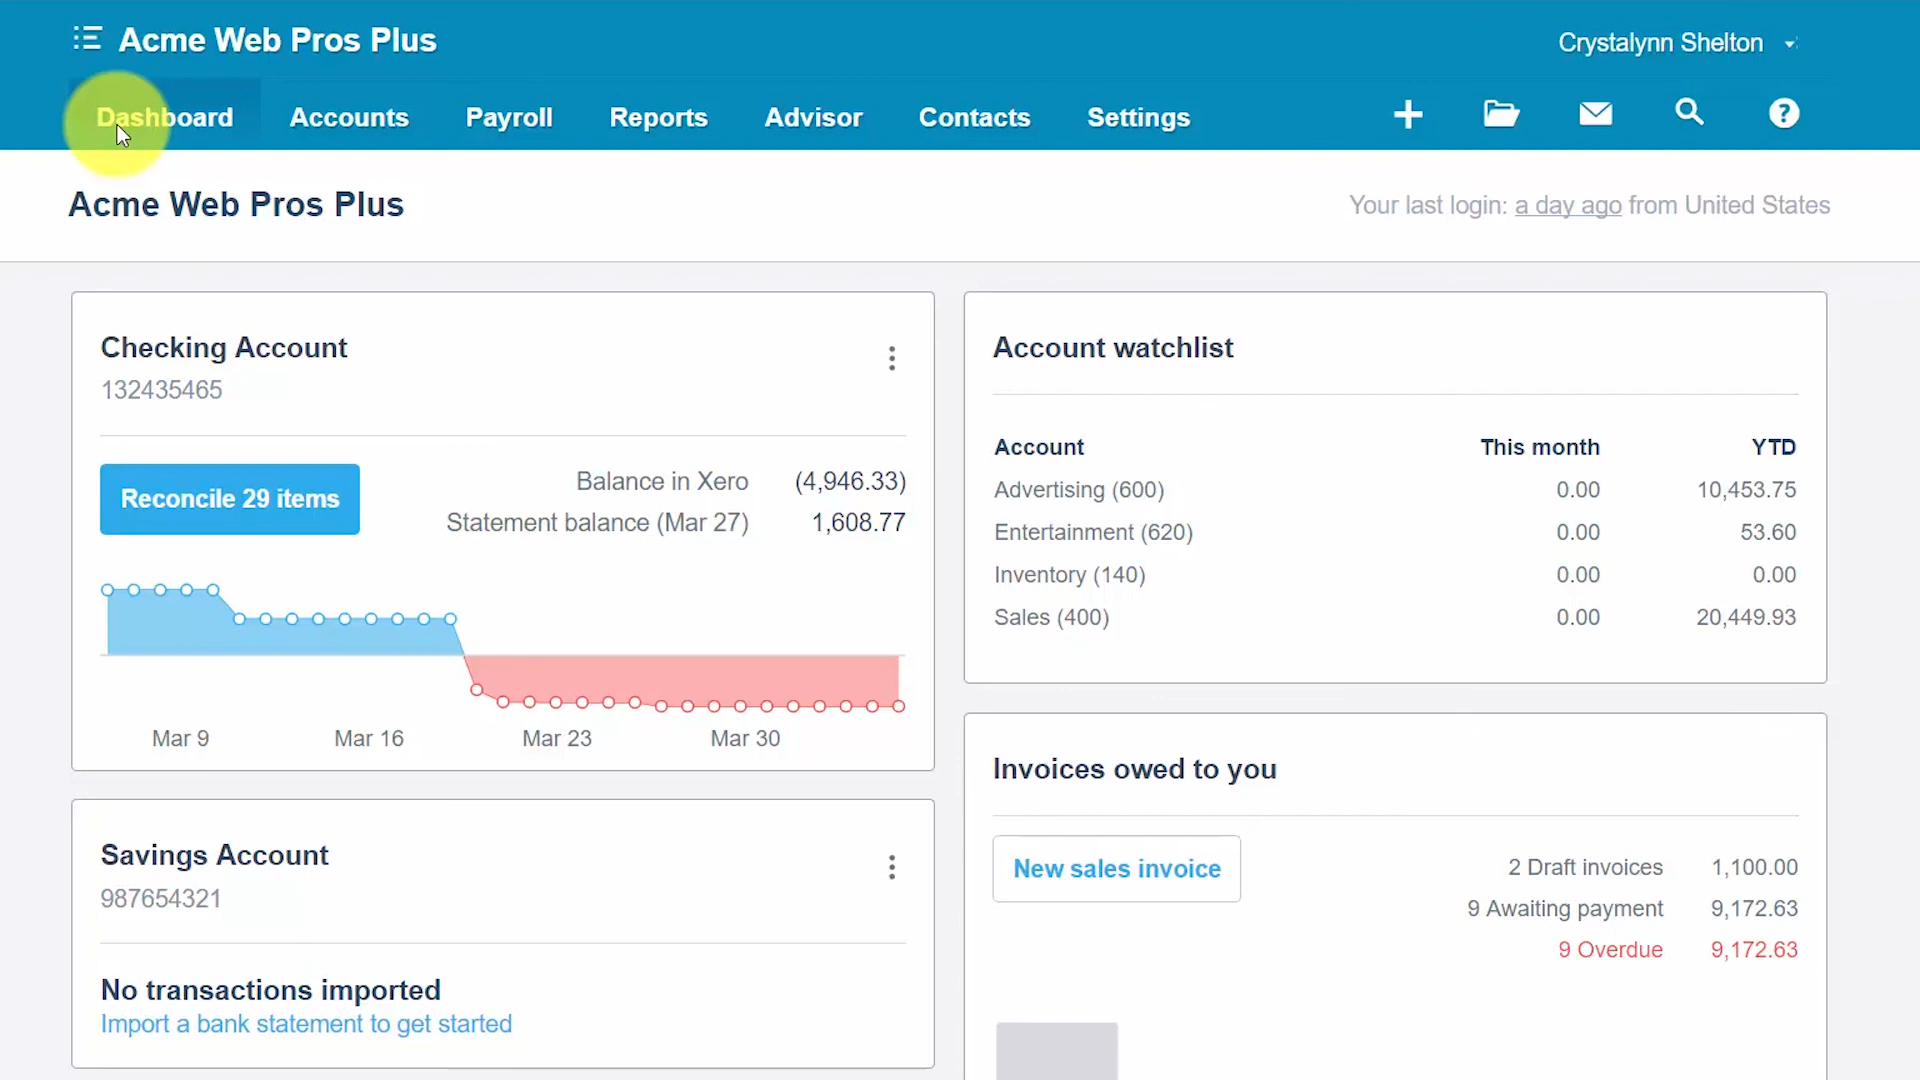 Acme Web Pros Plus
Crystalynn Shelton
Dashboard Accounts Payroll Reports Advisor Contacts Settings
Acme Web Pros Plus
Your last login: a day ago from United States
Checking Account
132435465
Reconcile 29 items
Balance in Xero (4,946.33)
Statement balance (Mar 27) 1,608.77
Mar 9 Mar 16 Mar 23 Mar 30
Savings Account
987654321
No transactions imported
Import a bank statement to get started
Account watchlist
Account This month YTD
Advertising (600) 0.00 10,453.75
Entertainment (620) 0.00 53.60
Inventory (140) 0.00 0.00
Sales (400) 0.00 20,449.93
Invoices owed to you
New sales invoice
2 Draft invoices 1,100.00
9 Awaiting payment 9,172.63
9 Overdue 9,172.63